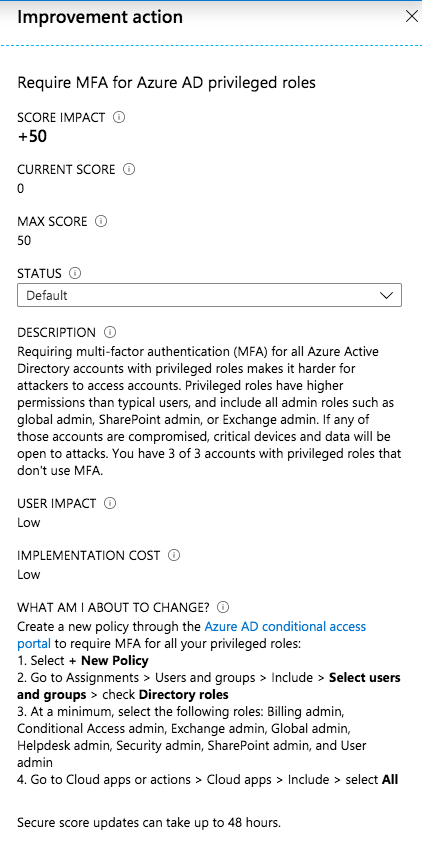 Improvement action
Require MFA for Azure AD privileged roles
SCORE IMPACT
+50
CURRENT SCORE
0
MAX SCORE
50
STATUS
Default
DESCRIPTION
Requiring multi-factor authentication (MFA) for all Azure Active
Directory accounts with privileged roles makes it harder for
attackers to access accounts. Privileged roles have higher
permissions than typical users, and include all admin roles such as
global admin, SharePoint admin, or Exchange admin. If any of
those accounts are compromised, critical devices and data will be
open to attacks. You have 3 of 3 accounts with privileged roles that
don't use MFA.
USER IMPACT
Low
IMPLEMENTATION COST
Low
WHAT AM I ABOUT TO CHANGE?
Create a new policy through the Azure AD conditional access
portal to require MFA for all your privileged roles:
1. Select + New Policy
2. Go to Assignments > Users and groups > Include > Select users
and groups > check Directory roles
3. At a minimum, select the following roles: Billing admin,
Conditional Access admin, Exchange admin, Global admin,
Helpdesk admin, Security admin, SharePoint admin, and User
admin
4. Go to Cloud apps or actions > Cloud apps > Include > select All
Secure score updates can take up to 48 hours.